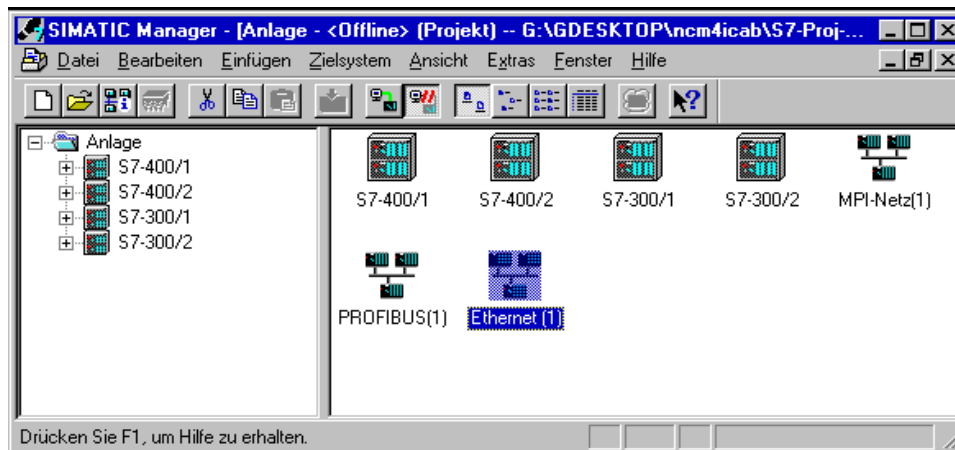 SIMATIC Manager - [Anlage - <Offline> (Projekt) -- G:\GDESKTOP\ncm4icab\S7-Proj-...
Datei Bearbeiten Einfügen Zielsystem Ansicht Extras Fenster Hilfe
Anlage
S7-400/1
S7-400/2
S7-300/1
S7-300/2
S7-400/1 S7-400/2 S7-300/1 S7-300/2 MPI-Netz(1)
PROFIBUS(1) Ethernet (1)
Drücken Sie F1, um Hilfe zu erhalten.